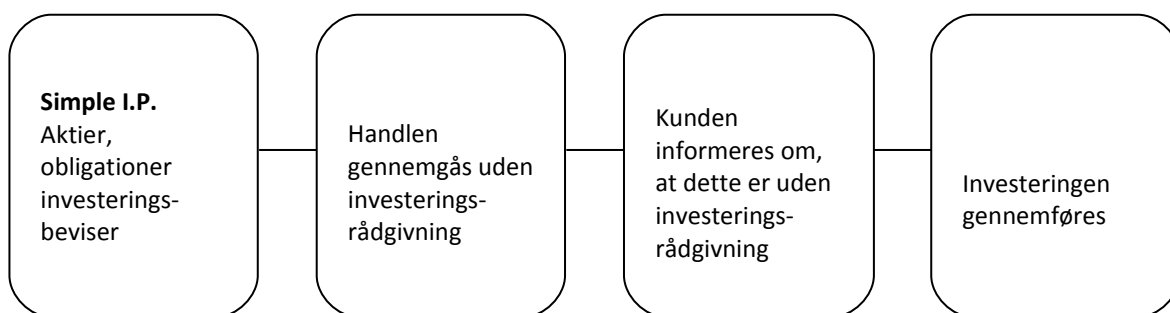 Simple I.P.
Aktier,
obligationer
investerings-
beviser
Handlen
gennemgås uden
investerings-
rådgivning
Kunden
informeres om,
at dette er uden
investerings-
rådgivning
Investeringen
gennemføres